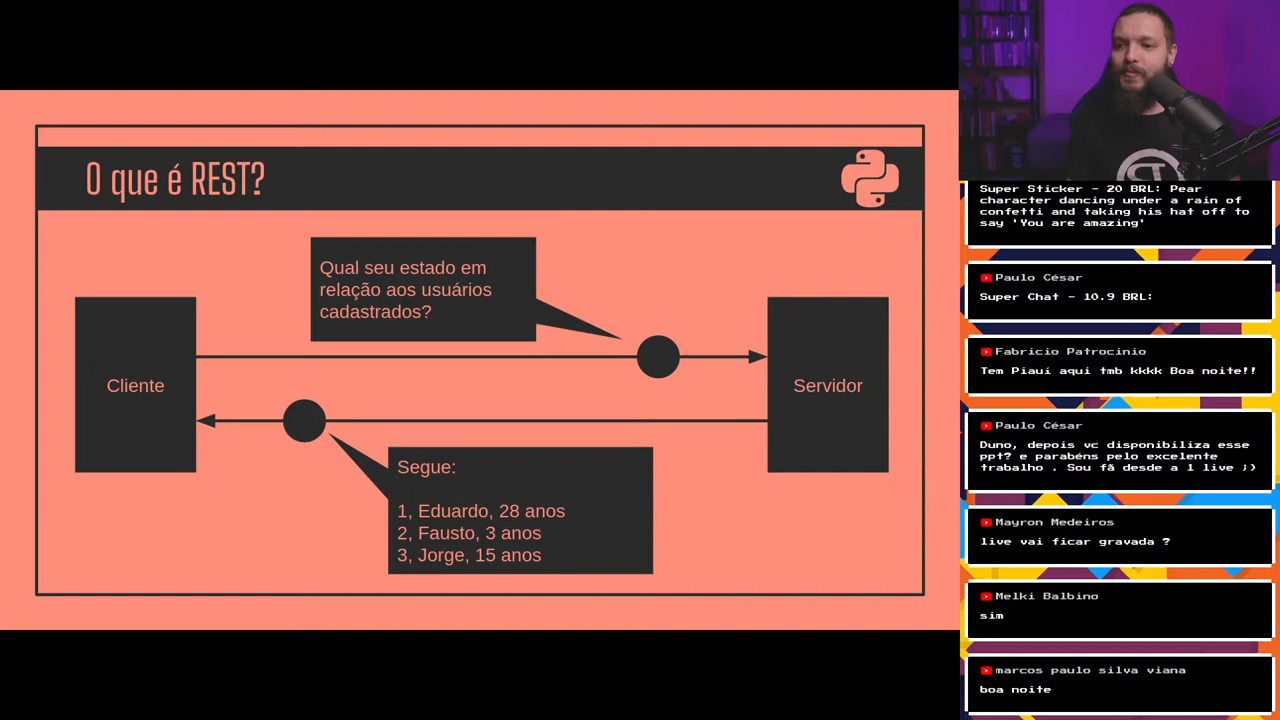 O que é REST?
Qual seu estado em
relação aos usuários
cadastrados?
Cliente
Servidor
Segue:
1, Eduardo, 28 anos
2, Fausto, 3 anos
3, Jorge, 15 anos
Super Sticker - 20 BRL: Pear
character dancing under a rain of
confetti and taking his hat off to
say 'You are amazing'
Paulo César
Super Chat - 10.9 BRL:
Fabricio Patrocinio
Tem Piauí aqui tmb kkkk Boa noite!!
Paulo César
Duno, depois vc disponibiliza esse
ppt? e parabéns pelo excelente
trabalho . Sou fã desde a 1 live ;)
Mayron Medeiros
live vai ficar gravada ?
Melki Balbino
sim
marcos paulo silva viana
boa noite